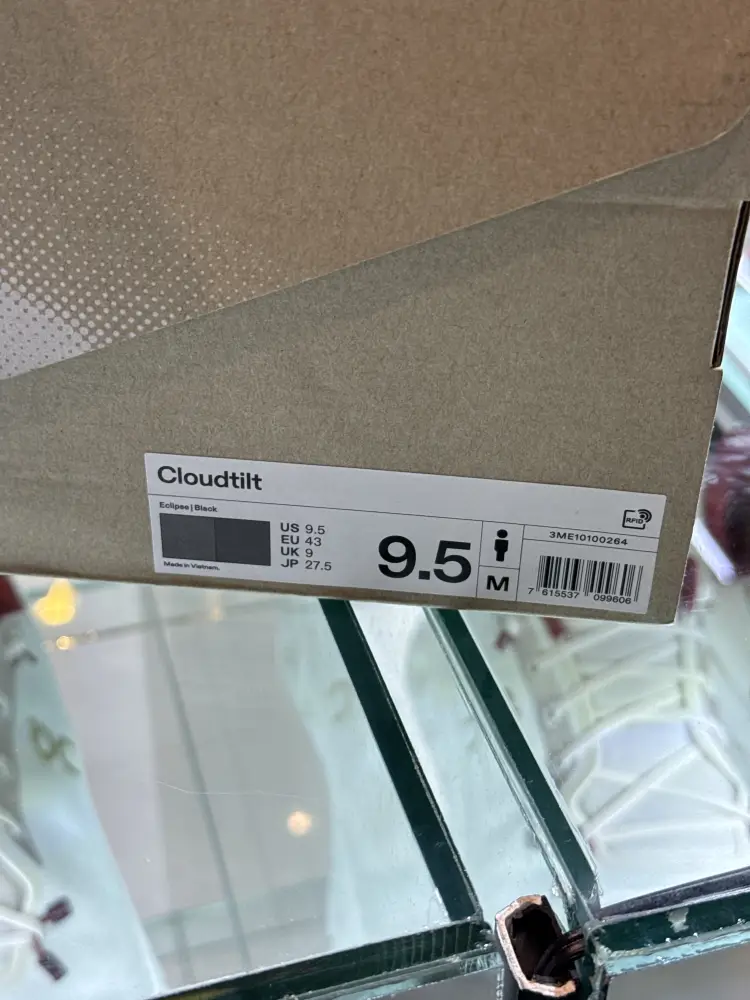 Cloudtilt
Eclipse | Black
US 9.5
EU 43
UK 9
JP 27.5
Made in Vietnam.
9.5
M
RFID
3ME10100264
7 615537 099606